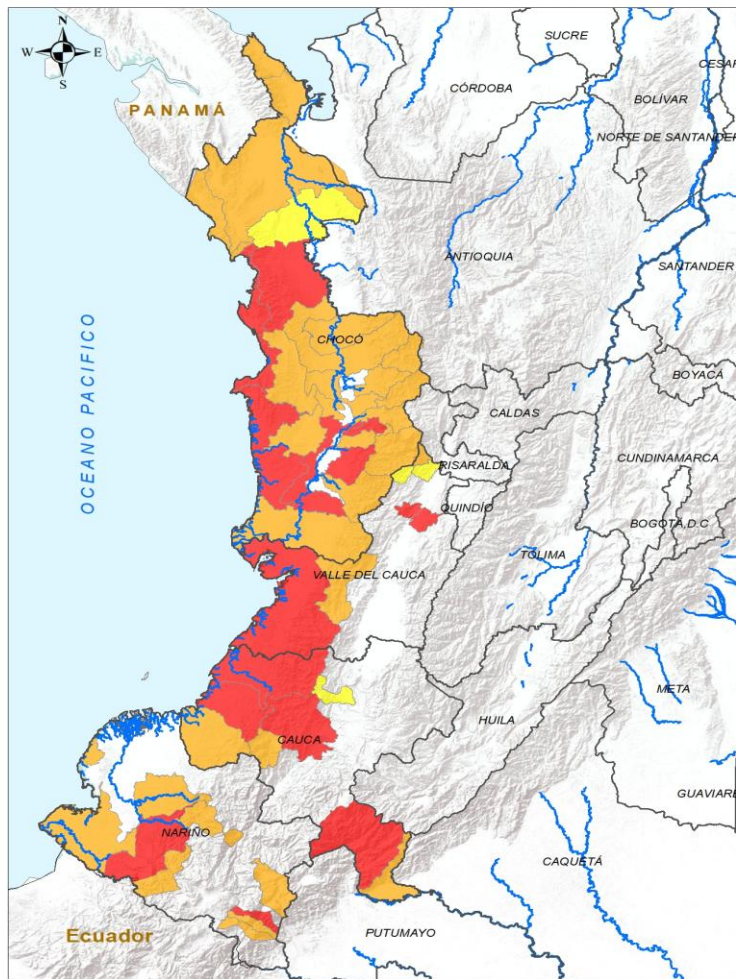 N
W E
S
SUCRE
CESAR
CÓRDOBA
BOLÍVAR
PANAMÁ
NORTE DE SANTANDER
ANTIOQUIA
SANTANDER
OCEANO PACIFICO
CHOCÓ
BOYACÁ
CALDAS
CUNDINAMARCA
RISARALDA
QUINDÍO
BOGOTÁ, D.C
TOLIMA
VALLE DEL CAUCA
META
HUILA
CAUCA
GUAVIARE
NARIÑO
CAQUETÁ
Ecuador
PUTUMAYO